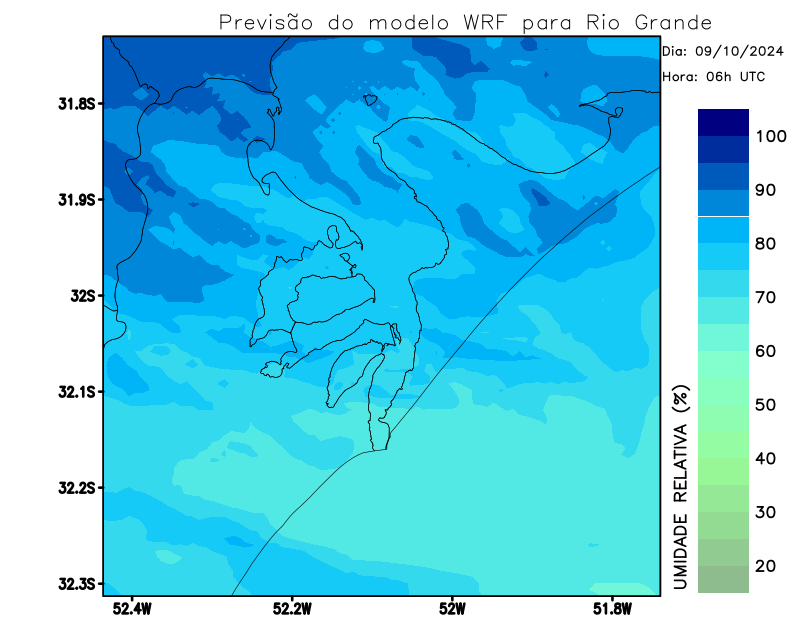 Previsão do modelo WRF para Rio Grande
Dia: 09/10/2024
Hora: 06h UTC
31.8S
31.9S
32S
32.1S
32.2S
32.3S
52.4W
52.2W
52W
51.8W
100
90
80
70
60
50
40
30
20
UMIDADE RELATIVA (%)